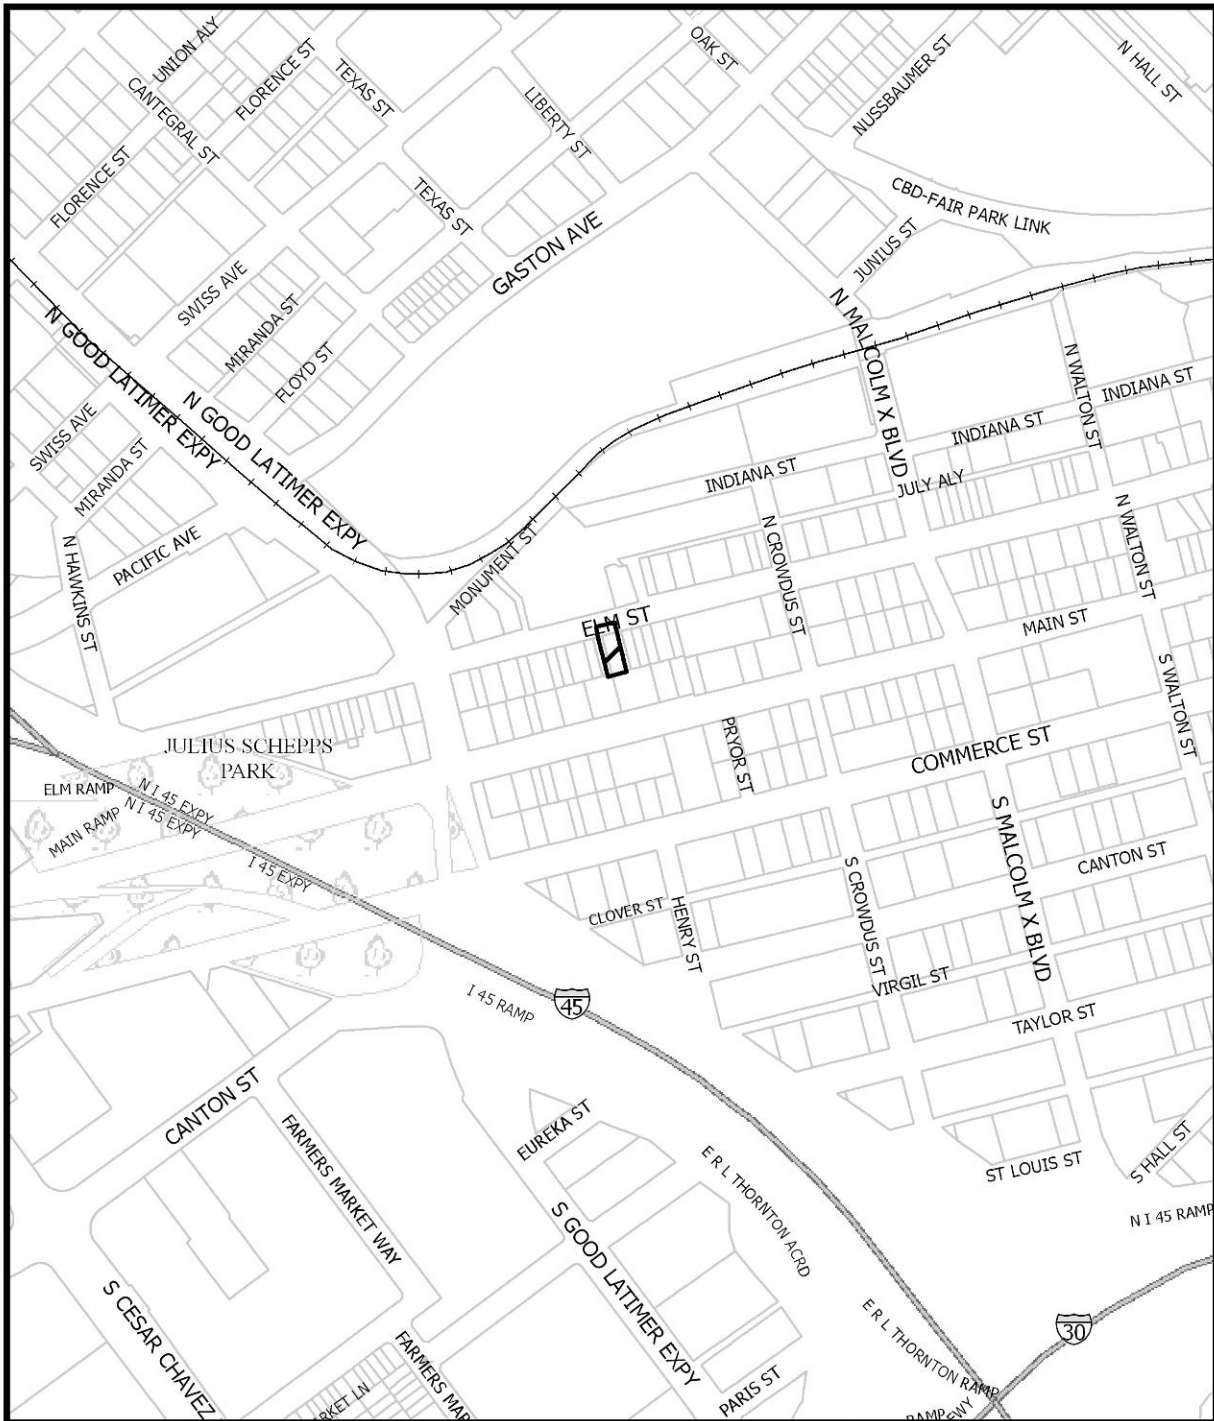 UNION ALY
FLORENCE ST
TEXAS ST
OAK ST
NUSSBAUMER ST
N HALL ST
CANTEGRAL ST
LIBERTY ST
FLORENCE ST
TEXAS ST
CBD-FAIR PARK LINK
GASTON AVE
JUNIUS ST
SWISS AVE
MIRANDA ST
FLOYD ST
N GOOD LATIMER EXPY
N GOOD LATIMER EXPY
N MALCOLM X BLVD
N WALTON ST
INDIANA ST
INDIANA ST
INDIANA ST
SWISS AVE
MIRANDA ST
JULY ALY
PACIFIC AVE
N HAWKINS ST
MONUMENT ST
N CROWDUS ST
N WALTON ST
ELM ST
MAIN ST
S WALTON ST
JULIUS SCHEPPS
PARK
PRYOR ST
COMMERCE ST
ELM RAMP
N I 45 EXPY
N I 45 EXPY
MAIN RAMP
I 45 EXPY
S MALCOLM X BLVD
CANTON ST
CLOVER ST
HENRY ST
S CROWDUS ST
VIRGIL ST
I 45 RAMP
45
TAYLOR ST
CANTON ST
FARMERS MARKET WAY
EUREKA ST
E R L THORNTON ACRD
ST LOUIS ST
S HALL ST
N I 45 RAMP
S GOOD LATIMER EXPY
S CESAR CHAVEZ
E R L THORNTON RAMP
30
FARMERS MAR
RKET LN
PARIS ST
RAMP
WY